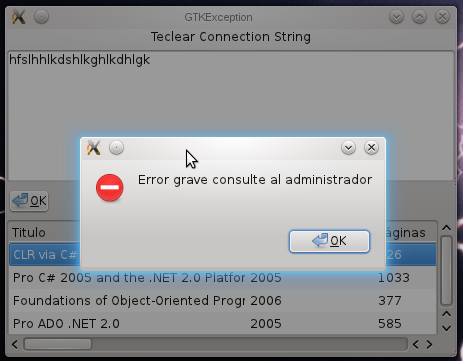 GTKException
Teclear Connection String
hfslhhlkdshlkghlkdhlgk
Error grave consulte al administrador
OK
OK
Titulo
áginas
CLR via C#
26
Pro C# 2005 and the .NET 2.0 Platfor 2005 1033
Foundations of Object-Oriented Progr 2006 377
Pro ADO .NET 2.0 2005 585